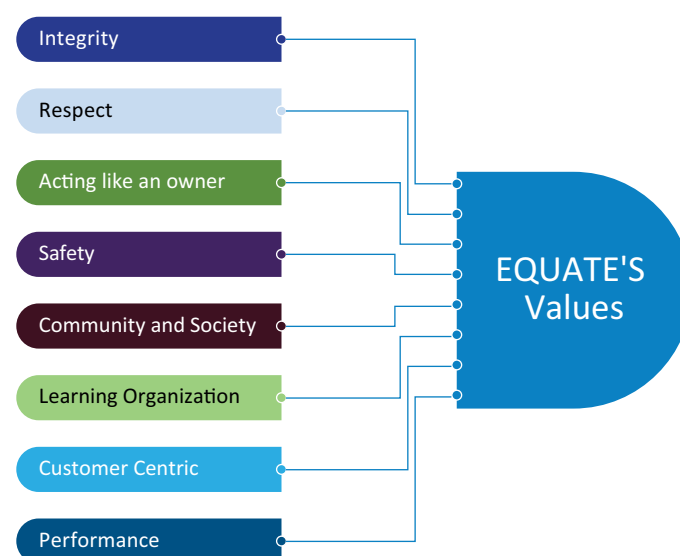 Integrity
Respect
Acting like an owner
Safety
Community and Society
Learning Organization
Customer Centric
Performance
EQUATE'S
Values